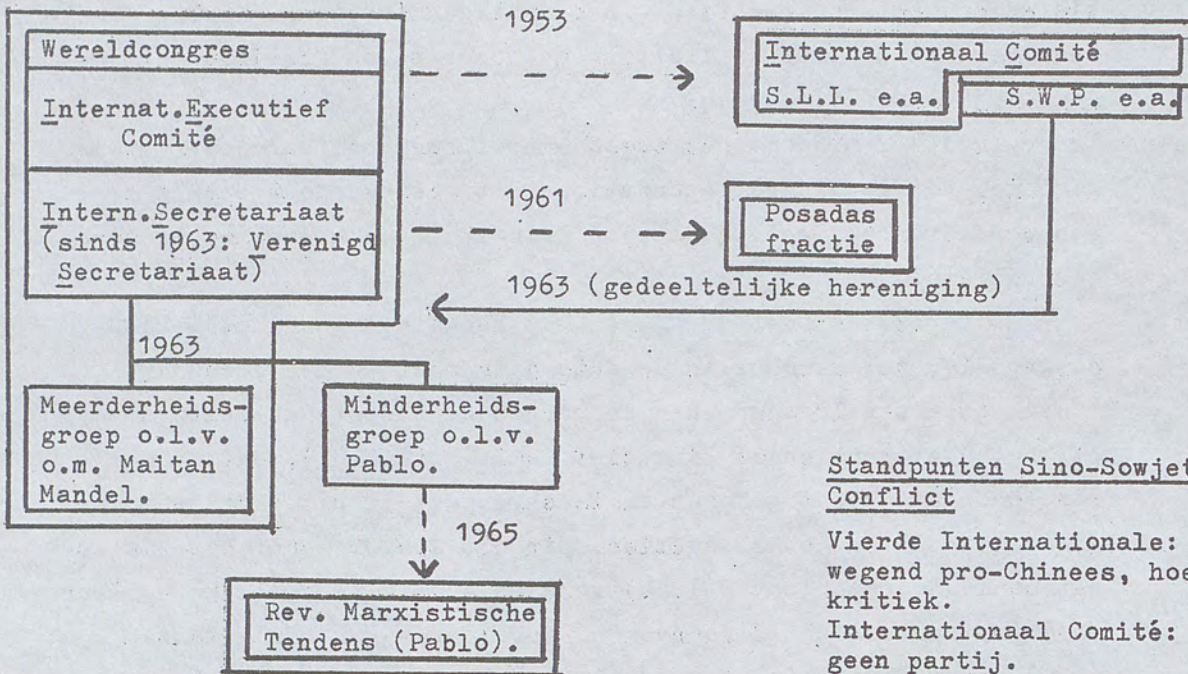 1953
Wereldcongres
Internat.Executief
Comité
Intern.Secretariaat
(sinds 1963: Verenigd
Secretariaat)
Internationaal Comité
S.L.L. e.a.
S.W.P. e.a.
1961
Posadas
fractie
1963 (gedeeltelijke hereniging)
1963
Meerderheids-
groep o.l.v.
o.m. Maitan
Mandel.
Minderheids-
groep o.l.v.
Pablo.
1965
Rev. Marxistische
Tendens (Pablo).
Standpunten Sino-Sowjet
Conflict
Vierde Internationale:
wegend pro-Chinees, hoe
kritiek.
Internationaal Comité:
geen partij.